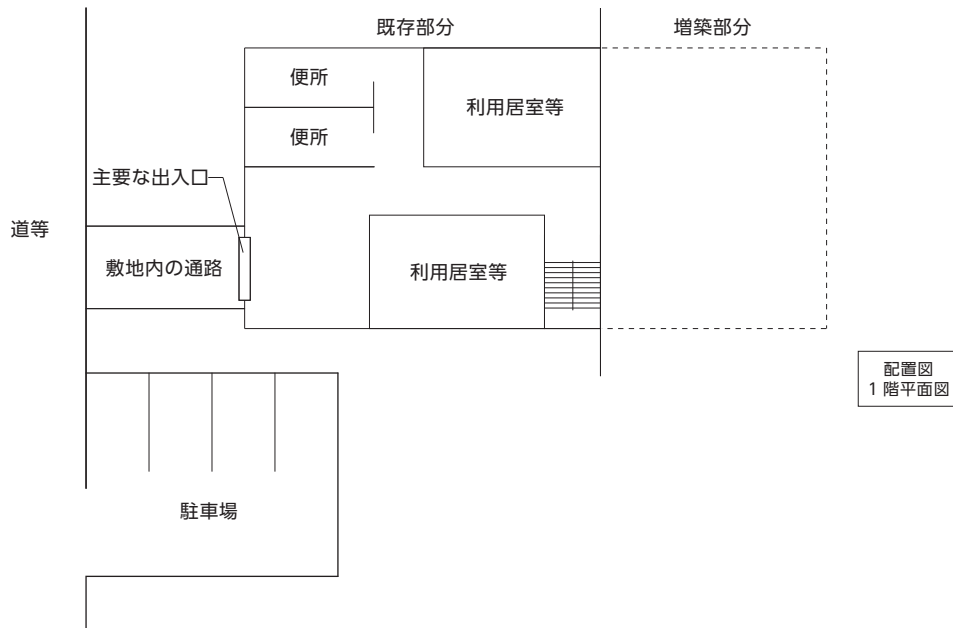 既存部分
増築部分
便所
利用居室等
便所
主要な出入口
道等
敷地内の通路
利用居室等
配置図
1 階平面図
駐車場